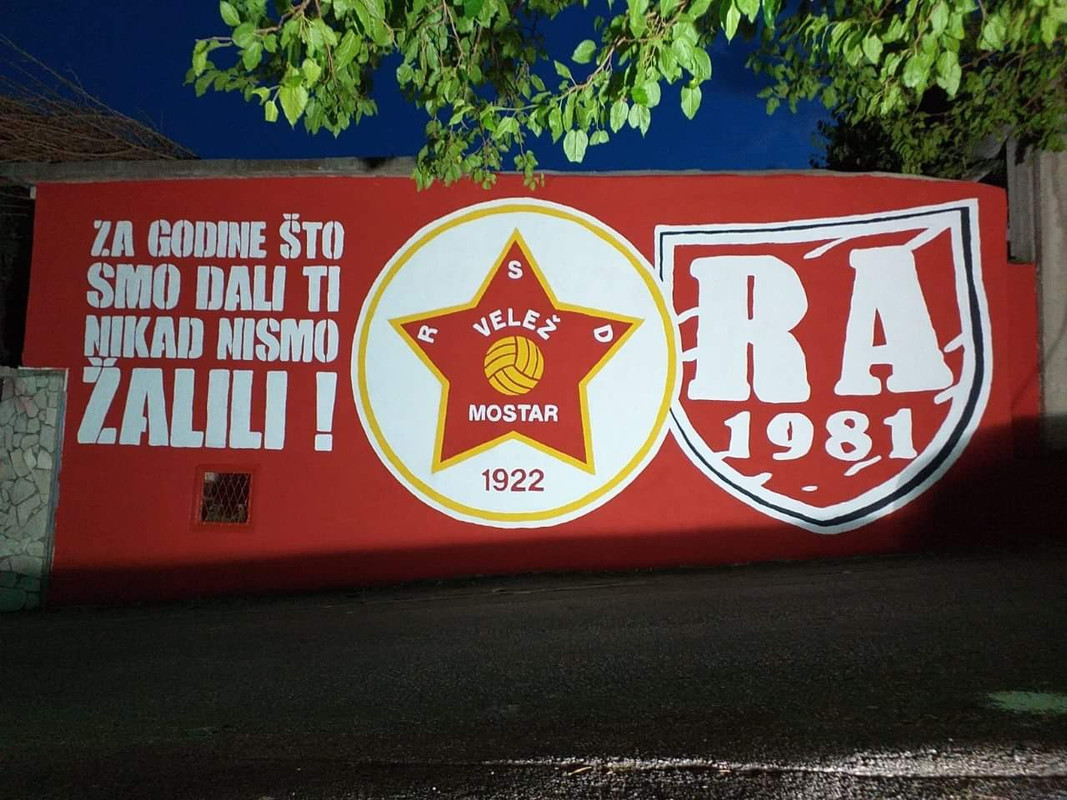 ZA GODINE ŠTO
SMO DALI TI
NIKAD NISMO
ŽALILI !
R S D
VELEŽ
MOSTAR
1922
RA
1981